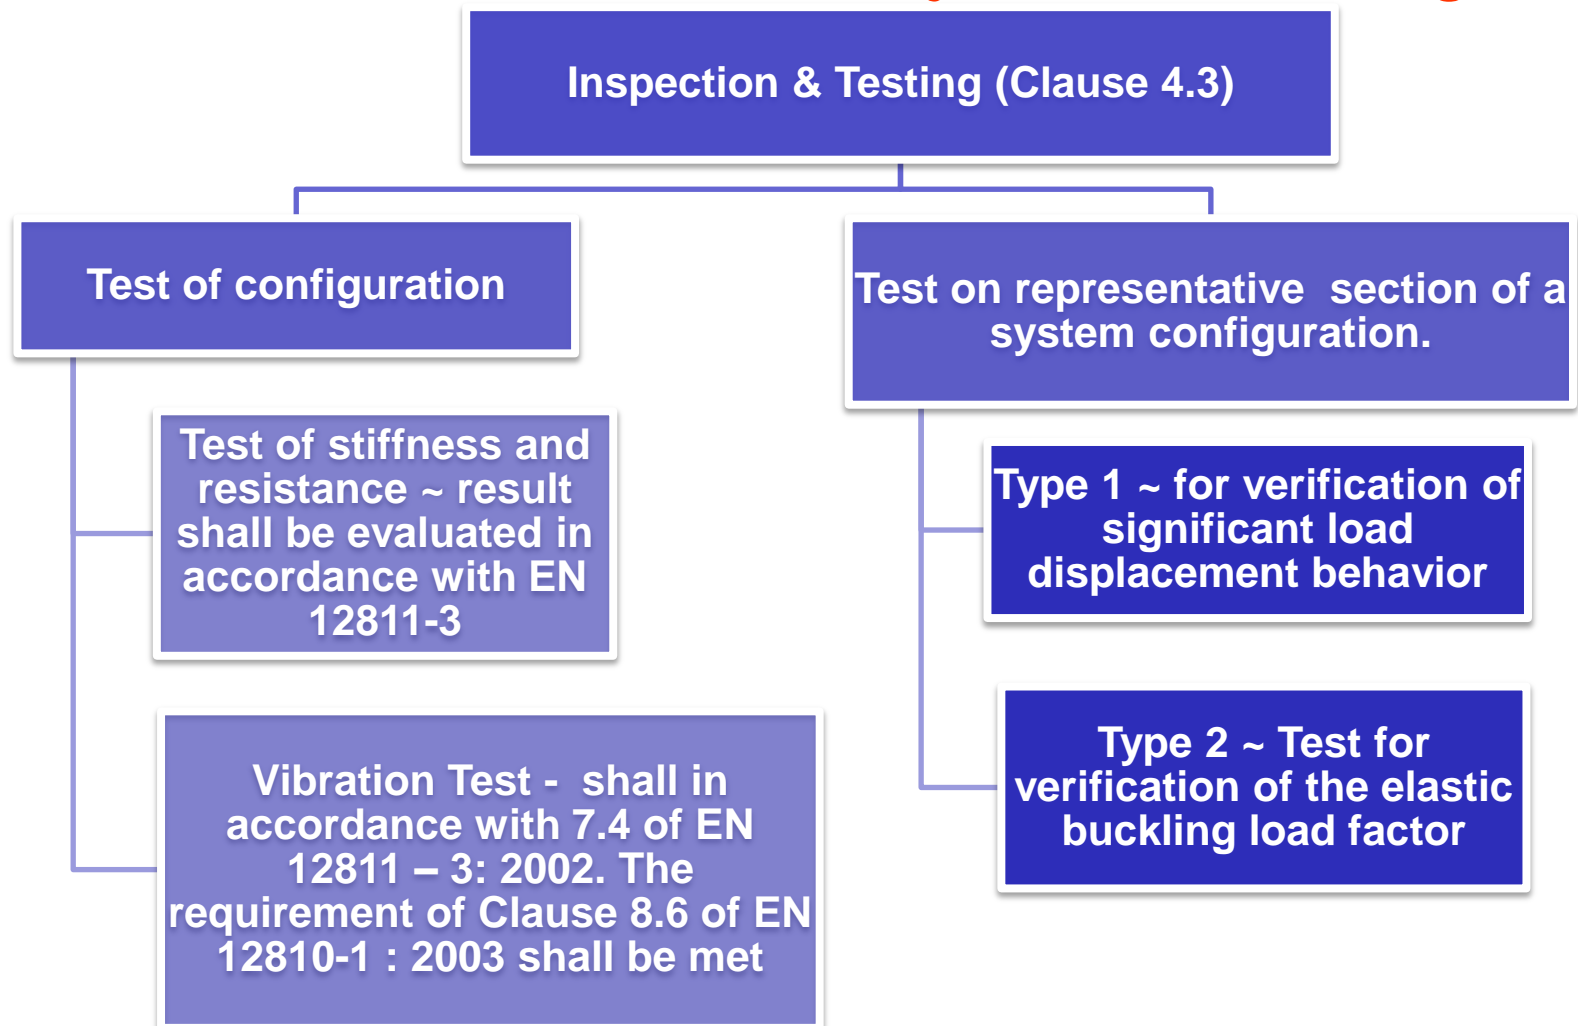 Inspection & Testing (Clause 4.3)
Test of configuration
Test of stiffness and
resistance ~ result
shall be evaluated in
accordance with EN
12811-3
Vibration Test - shall in
accordance with 7.4 of EN
12811 – 3: 2002. The
requirement of Clause 8.6 of EN
12810-1 : 2003 shall be met
Test on representative section of a
system configuration.
Type 1 ~ for verification of
significant load
displacement behavior
Type 2 ~ Test for
verification of the elastic
buckling load factor